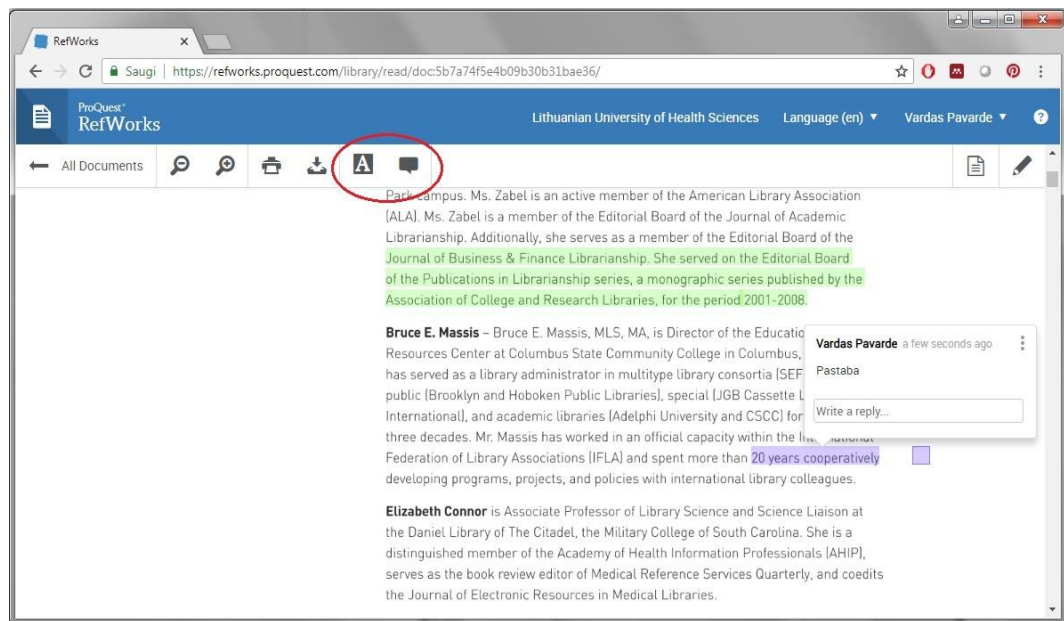 RefWorks
Saugi https://refworks.proquest.com/library/read/doc:5b7a74f5e4b09b30b31bae36/
ProQuest®
RefWorks
Lithuanian University of Health Sciences Language (en) Vardas Pavarde
All Documents
A
Park campus. Ms. Zabel is an active member of the American Library Association
(ALA). Ms. Zabel is a member of the Editorial Board of the Journal of Academic
Librarianship. Additionally, she serves as a member of the Editorial Board of the
Journal of Business & Finance Librarianship. She served on the Editorial Board
of the Publications in Librarianship series, a monographic series published by the
Association of College and Research Libraries, for the period 2001-2008.
Bruce E. Massis – Bruce E. Massis, MLS, MA, is Director of the Educatio
Resources Center at Columbus State Community College in Columbus,
has served as a library administrator in multitype library consortia (SEF
public (Brooklyn and Hoboken Public Libraries), special (JGB Cassette L
International), and academic libraries (Adelphi University and CSCC) for
three decades. Mr. Massis has worked in an official capacity within the International
Federation of Library Associations (IFLA) and spent more than 20 years cooperatively
developing programs, projects, and policies with international library colleagues.
Vardas Pavarde a few seconds ago
Pastaba
Write a reply...
Elizabeth Connor is Associate Professor of Library Science and Science Liaison at
the Daniel Library of The Citadel, the Military College of South Carolina. She is a
distinguished member of the Academy of Health Information Professionals (AHIP),
serves as the book review editor of Medical Reference Services Quarterly, and coedits
the Journal of Electronic Resources in Medical Libraries.